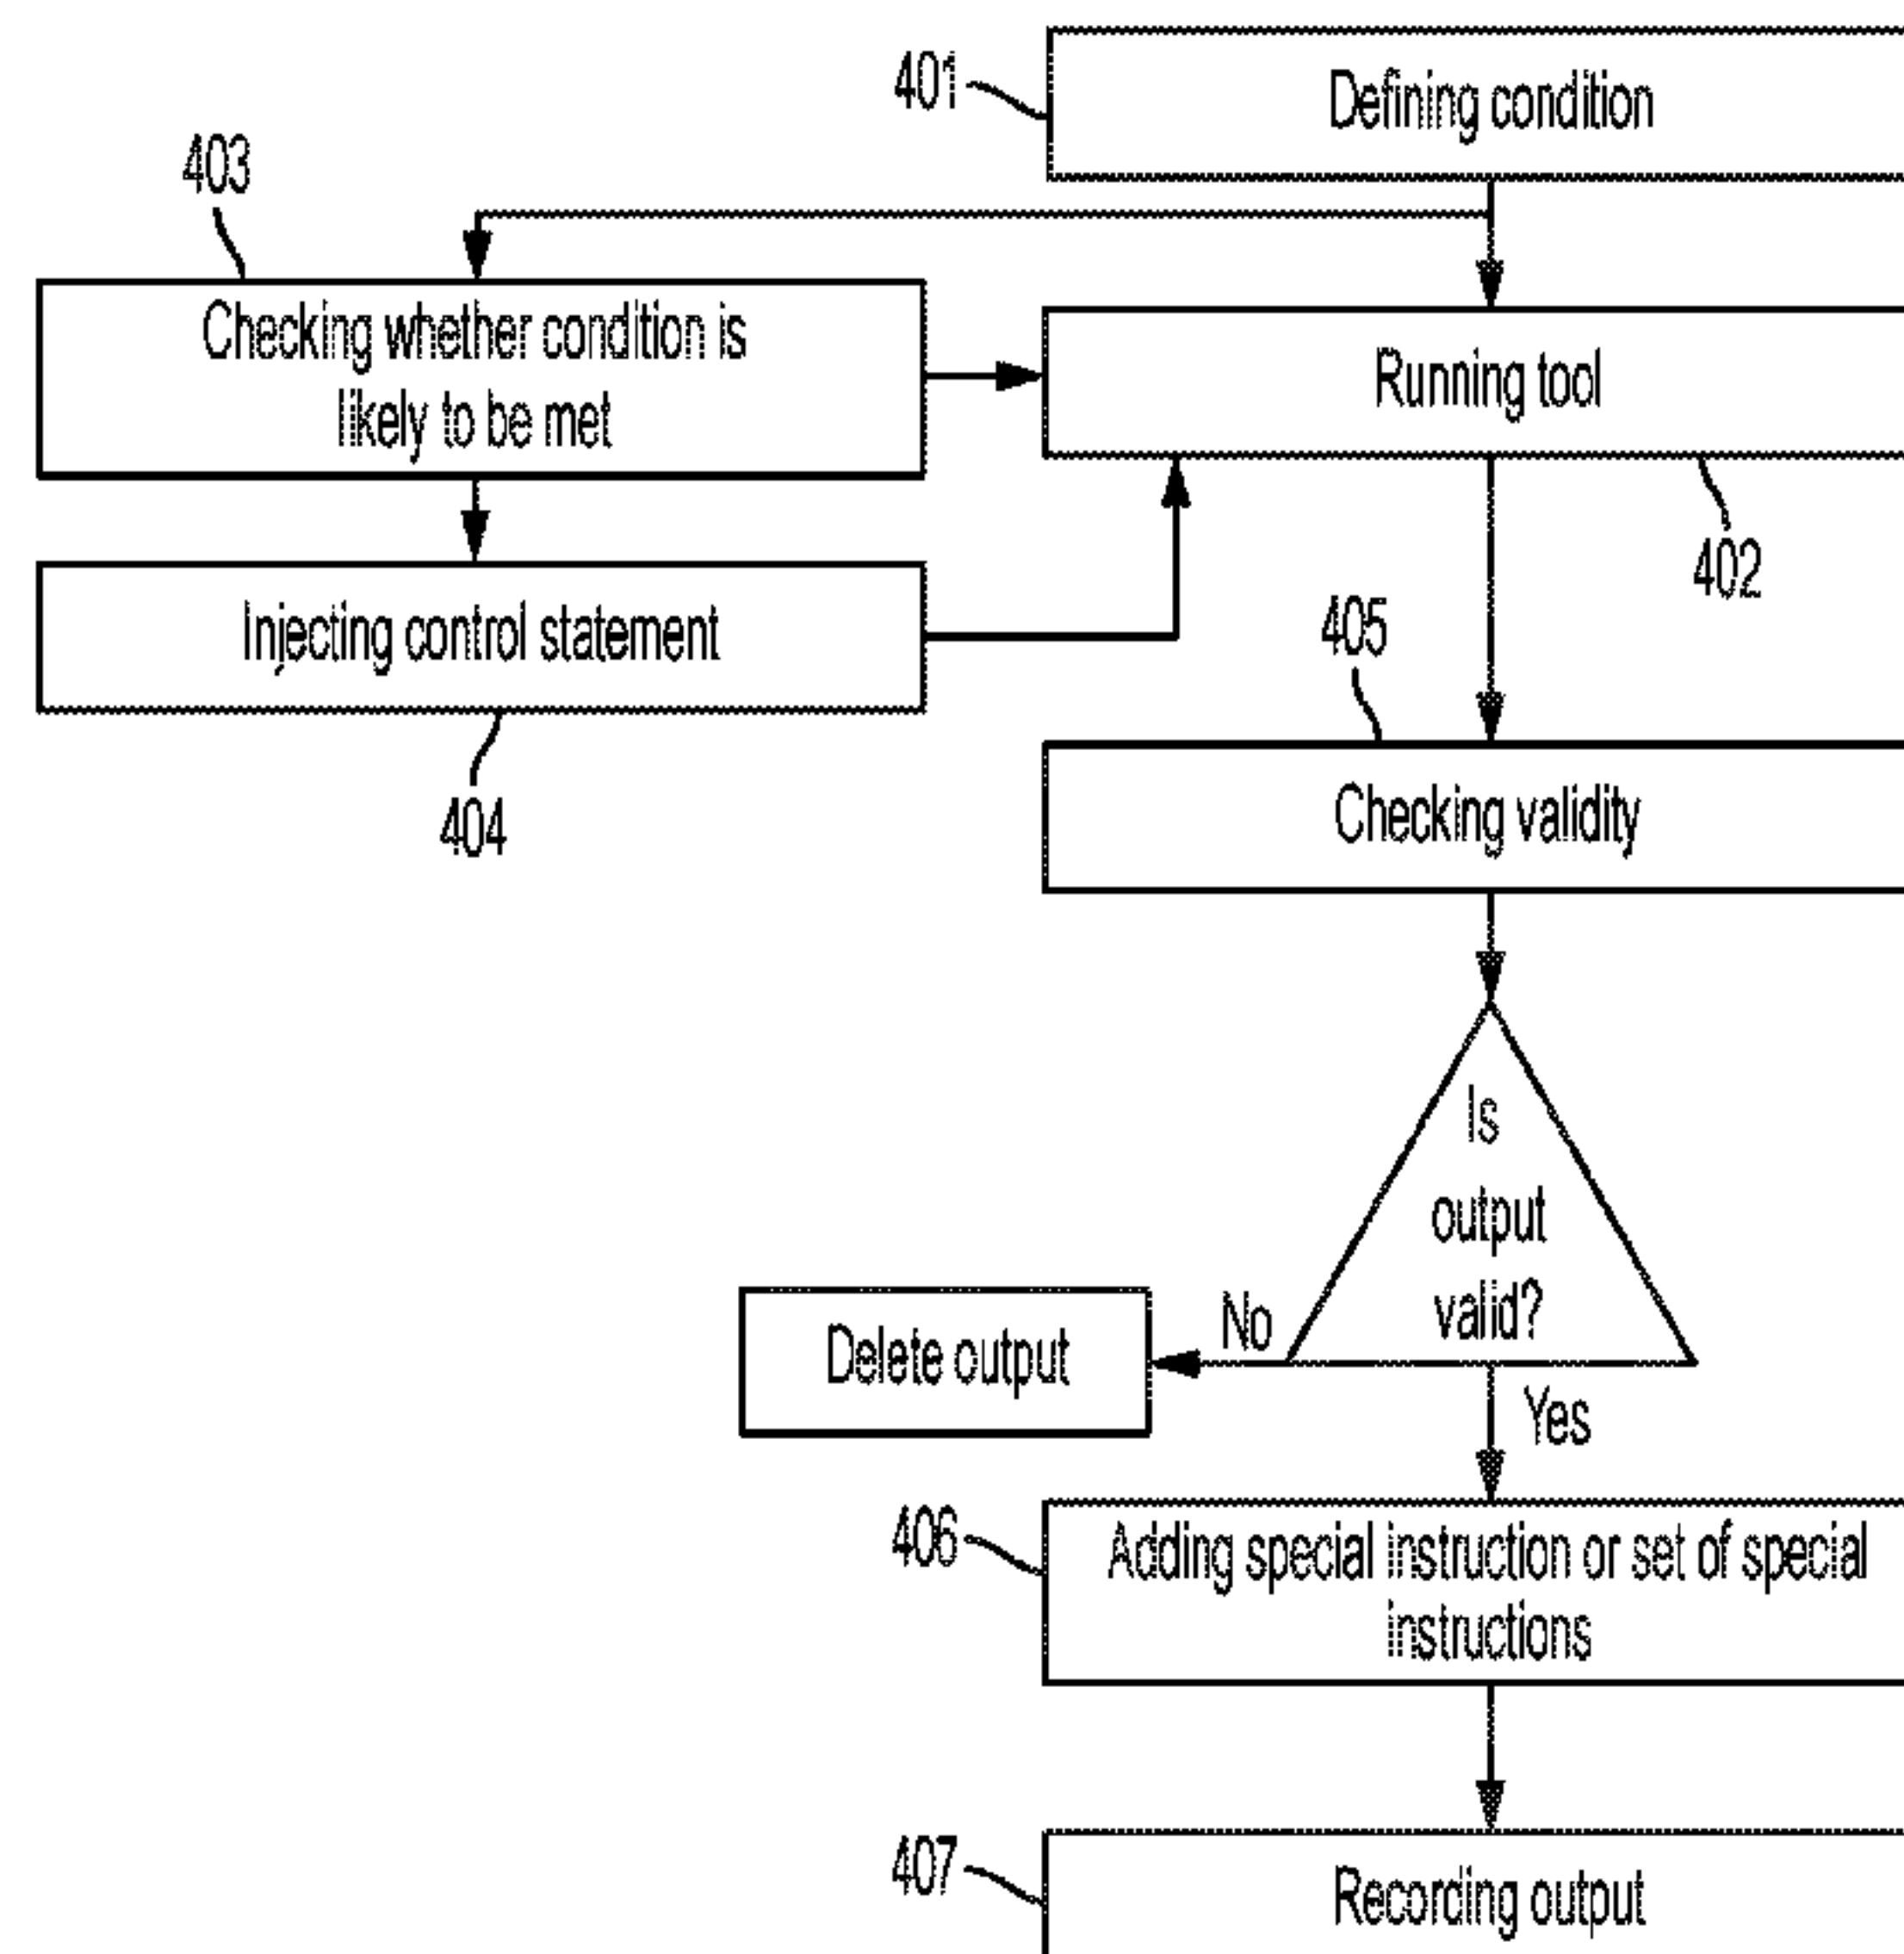 401
Defining condition
403
Checking whether condition is
likely to be met
Running tool
402
Injecting control statement
404
405
Checking validity
Is
output
valid?
No
Delete output
Yes
406
Adding special instruction or set of special
instructions
407
Recording output